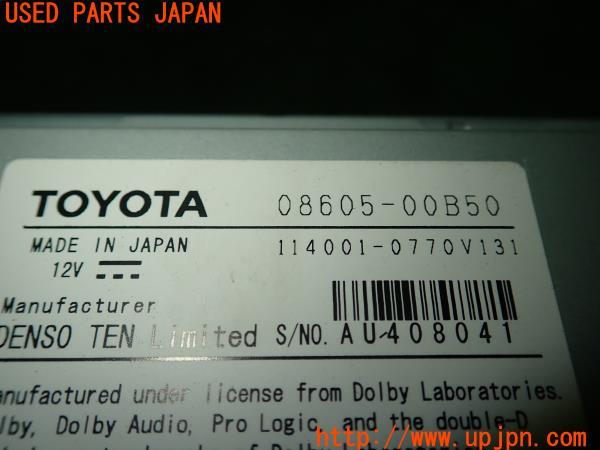 USED PARTS JAPAN
TOYOTA 08605-00B50
MADE IN JAPAN 114001-0770V131
12V
Manufacturer
DENSO TEN Limited S/NO. AU-408041
anufactured under license from Dolby Laboratories.
lby, Dolby Audio, Pro Logic, and the double-D
http://www.upjpn.com